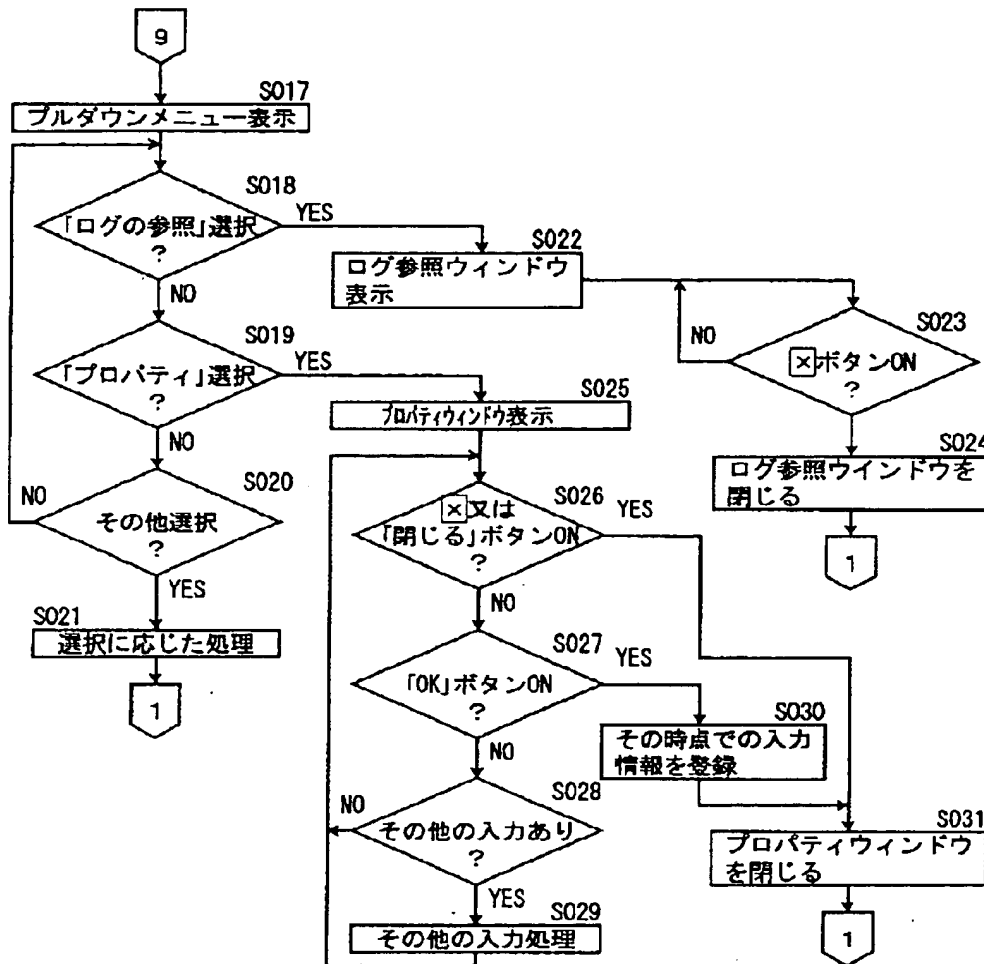 9
S017
プルダウンメニュー表示
S018
「ログの参照」選択
?
YES
NO
S022
ログ参照ウィンドウ
表示
S023
NO
×ボタンON
?
S024
ログ参照ウインドウを
閉じる
1
S019
「プロパティ」選択
?
YES
NO
S025
プロパティウィンドウ表示
S020
NO
その他選択
?
YES
S021
選択に応じた処理
1
S026
×又は
「閉じる」ボタンON
?
YES
NO
S027
「OK」ボタンON
?
YES
NO
S030
その時点での入力
情報を登録
S028
NO
その他の入力あり
?
YES
S029
その他の入力処理
S031
プロパティウィンドウ
を閉じる
1